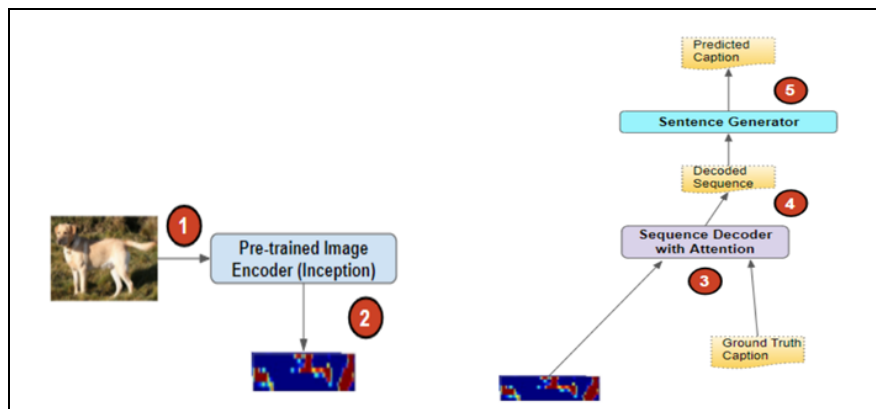 1
Pre-trained Image
Encoder (Inception)
2
Predicted
Caption
5
Sentence Generator
Decoded
Sequence
4
Sequence Decoder
with Attention
3
Ground Truth
Caption